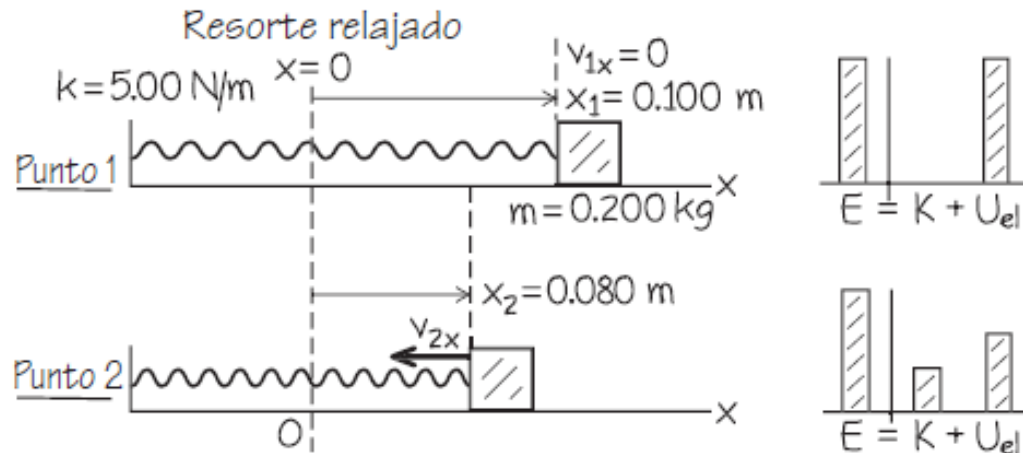 Resorte relajado
x=0
k=5.00 N/m
v₁ₓ=0
x₁=0.100 m
Punto 1
x
m=0.200 kg
E = K + Uₑₗ
x₂=0.080 m
v₂ₓ
Punto 2
x
O
E = K + Uₑₗ